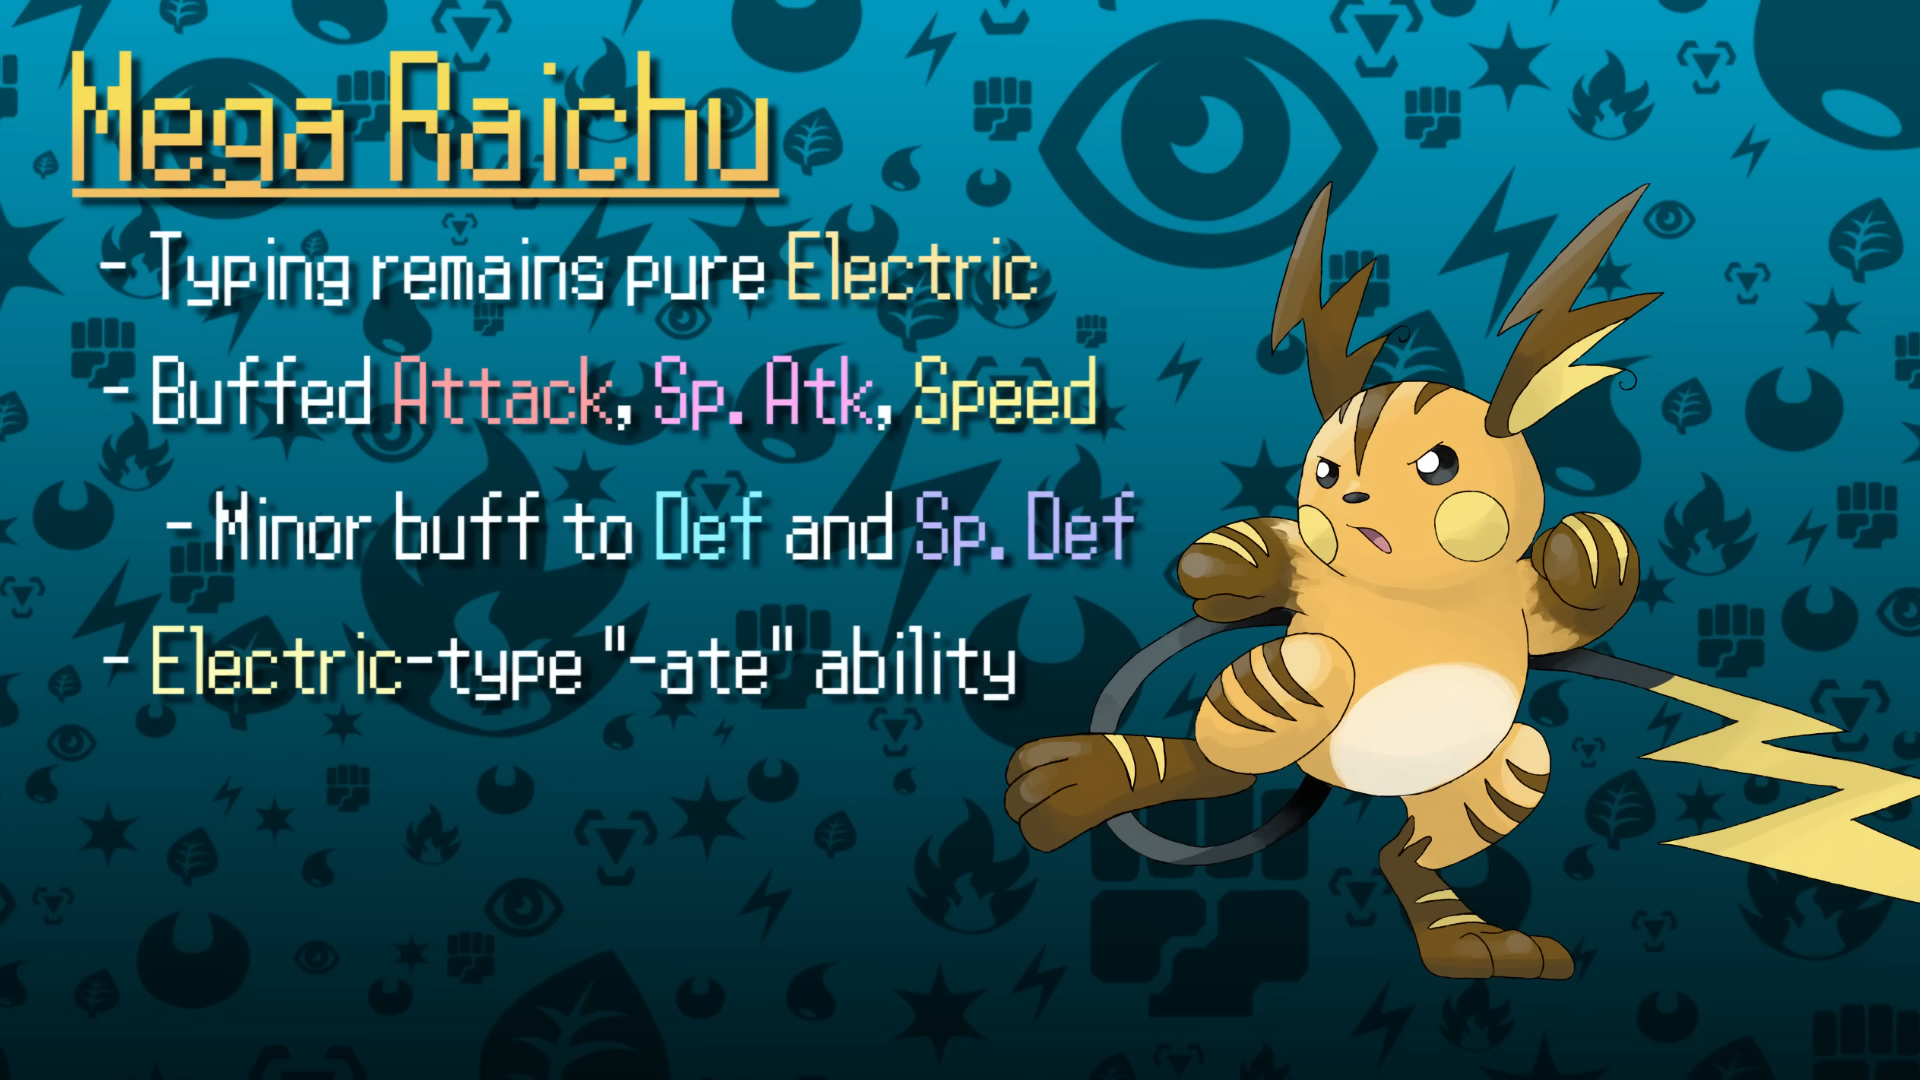 Mega Raichu
- Typing remains pure Electric
- Buffed Attack, Sp. Atk, Speed
- Minor buff to Def and Sp. Def
- Electric-type "-ate" ability